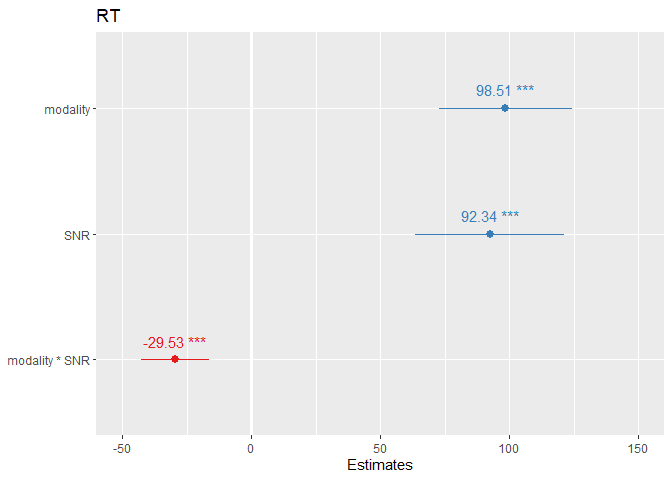 RT
98.51 ***
modality
92.34 ***
SNR
-29.53 ***
modality * SNR
-50 0 50 100 150
Estimates